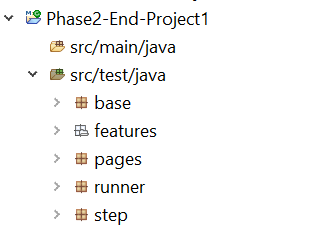 Phase2-End-Project1
src/main/java
src/test/java
base
features
pages
runner
step